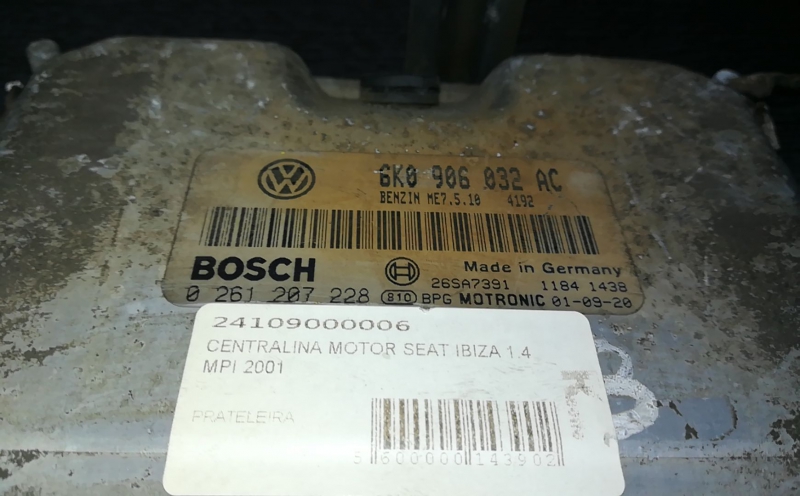 6K0 906 032 AC
BENZIN ME7.5.10 4192
BOSCH Made in Germany
26SA7391 1184 1438
0 261 207 228 810 BPG MOTRONIC 01-09-20
24109000006
CENTRALINA MOTOR SEAT IBIZA 1.4
MPI 2001
PRATELEIRA
5 600000 143902